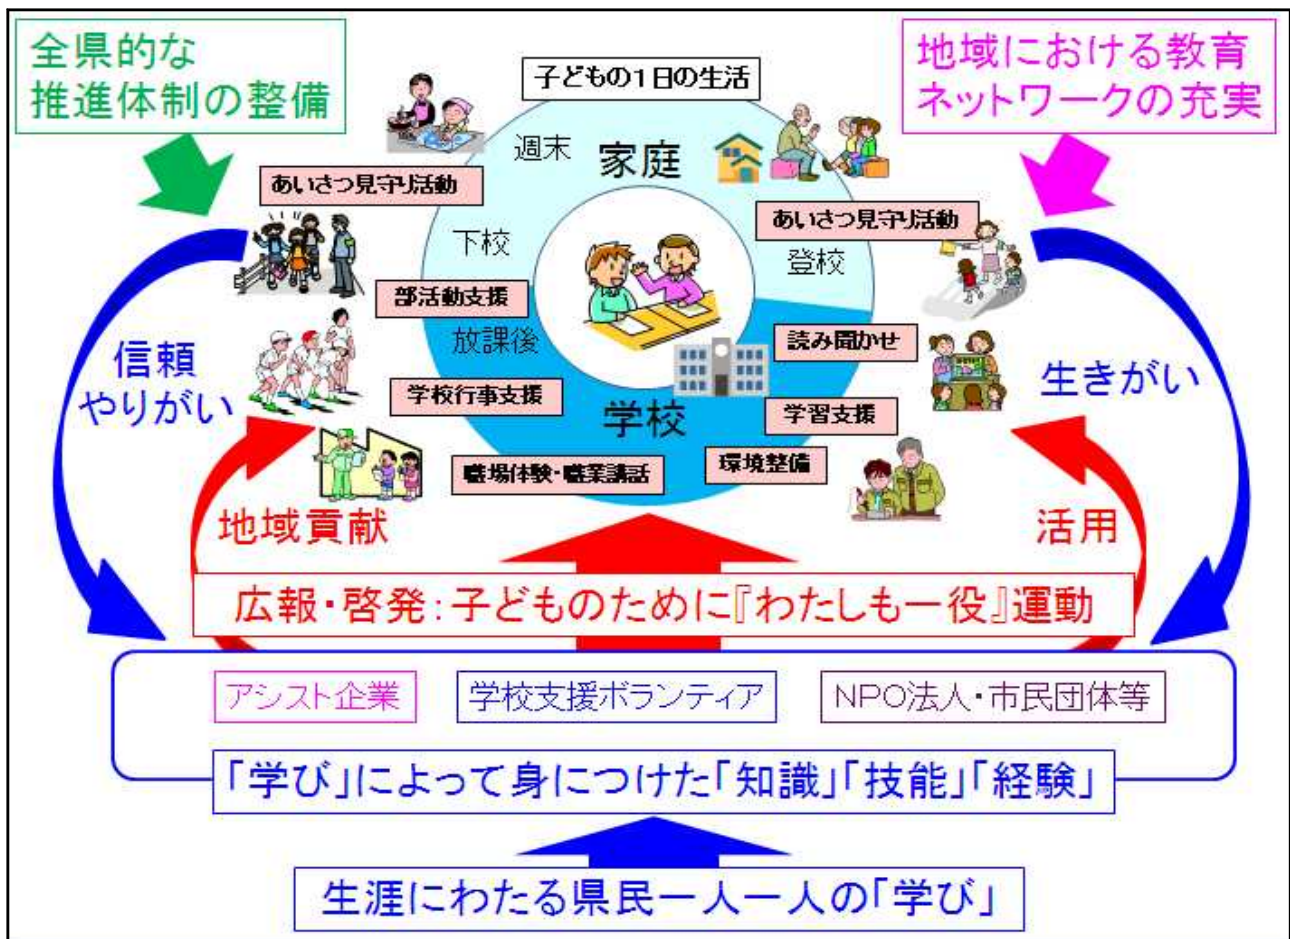 全県的な
推進体制の整備
地域における教育
ネットワークの充実
子どもの1日の生活
週末
家庭
あいさつ見守り活動
あいさつ見守り活動
下校
登校
部活動支援
放課後
読み聞かせ
信頼
やりがい
生きがい
学校行事支援
学校
学習支援
職場体験・職業講話
環境整備
地域貢献
活用
広報・啓発:子どものために『わたしも一役』運動
アシスト企業
学校支援ボランティア
NPO法人・市民団体等
「学び」によって身につけた「知識」「技能」「経験」
生涯にわたる県民一人一人の「学び」